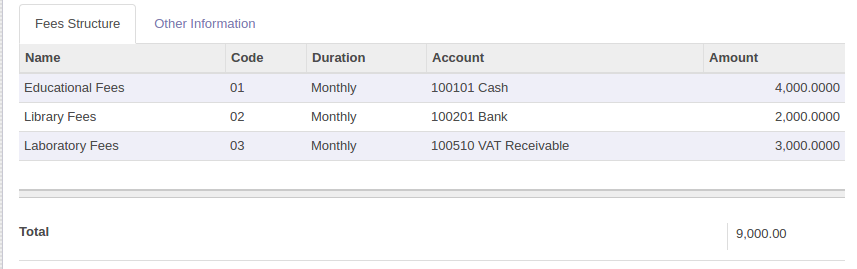 Fees Structure Other Information
Name Code Duration Account Amount
Educational Fees 01 Monthly 100101 Cash 4,000.0000
Library Fees 02 Monthly 100201 Bank 2,000.0000
Laboratory Fees 03 Monthly 100510 VAT Receivable 3,000.0000
Total 9,000.00